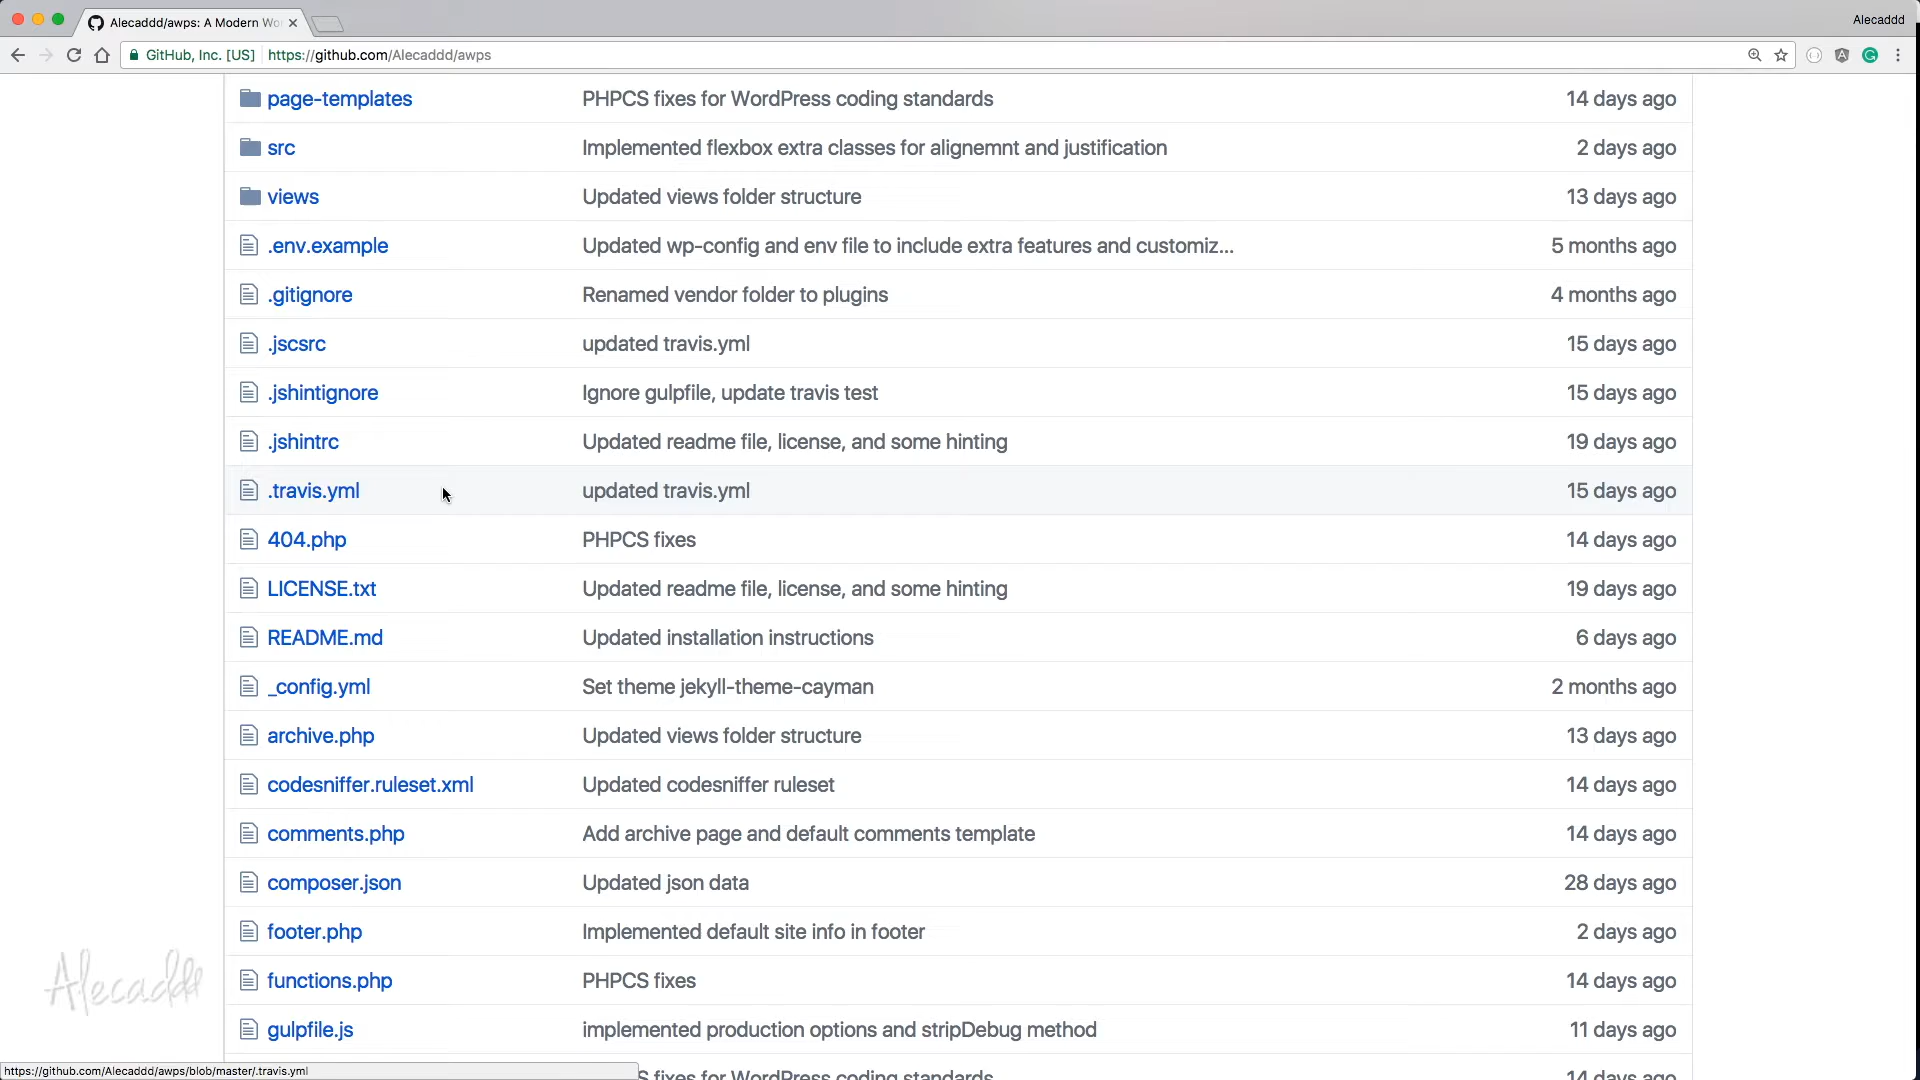 Alecaddd/awps: A Modern Wo
Alecaddd
GitHub, Inc. [US] https://github.com/Alecaddd/awps
page-templates PHPCS fixes for WordPress coding standards 14 days ago
src Implemented flexbox extra classes for alignemnt and justification 2 days ago
views Updated views folder structure 13 days ago
.env.example Updated wp-config and env file to include extra features and customiz... 5 months ago
.gitignore Renamed vendor folder to plugins 4 months ago
.jscsrc updated travis.yml 15 days ago
.jshintignore Ignore gulpfile, update travis test 15 days ago
.jshintrc Updated readme file, license, and some hinting 19 days ago
.travis.yml updated travis.yml 15 days ago
404.php PHPCS fixes 14 days ago
LICENSE.txt Updated readme file, license, and some hinting 19 days ago
README.md Updated installation instructions 6 days ago
_config.yml Set theme jekyll-theme-cayman 2 months ago
archive.php Updated views folder structure 13 days ago
codesniffer.ruleset.xml Updated codesniffer ruleset 14 days ago
comments.php Add archive page and default comments template 14 days ago
composer.json Updated json data 28 days ago
footer.php Implemented default site info in footer 2 days ago
Alecaddd
functions.php PHPCS fixes 14 days ago
gulpfile.js implemented production options and stripDebug method 11 days ago
https://github.com/Alecaddd/awps/blob/master/.travis.yml
S fixes for WordPress coding standards 14 days ago